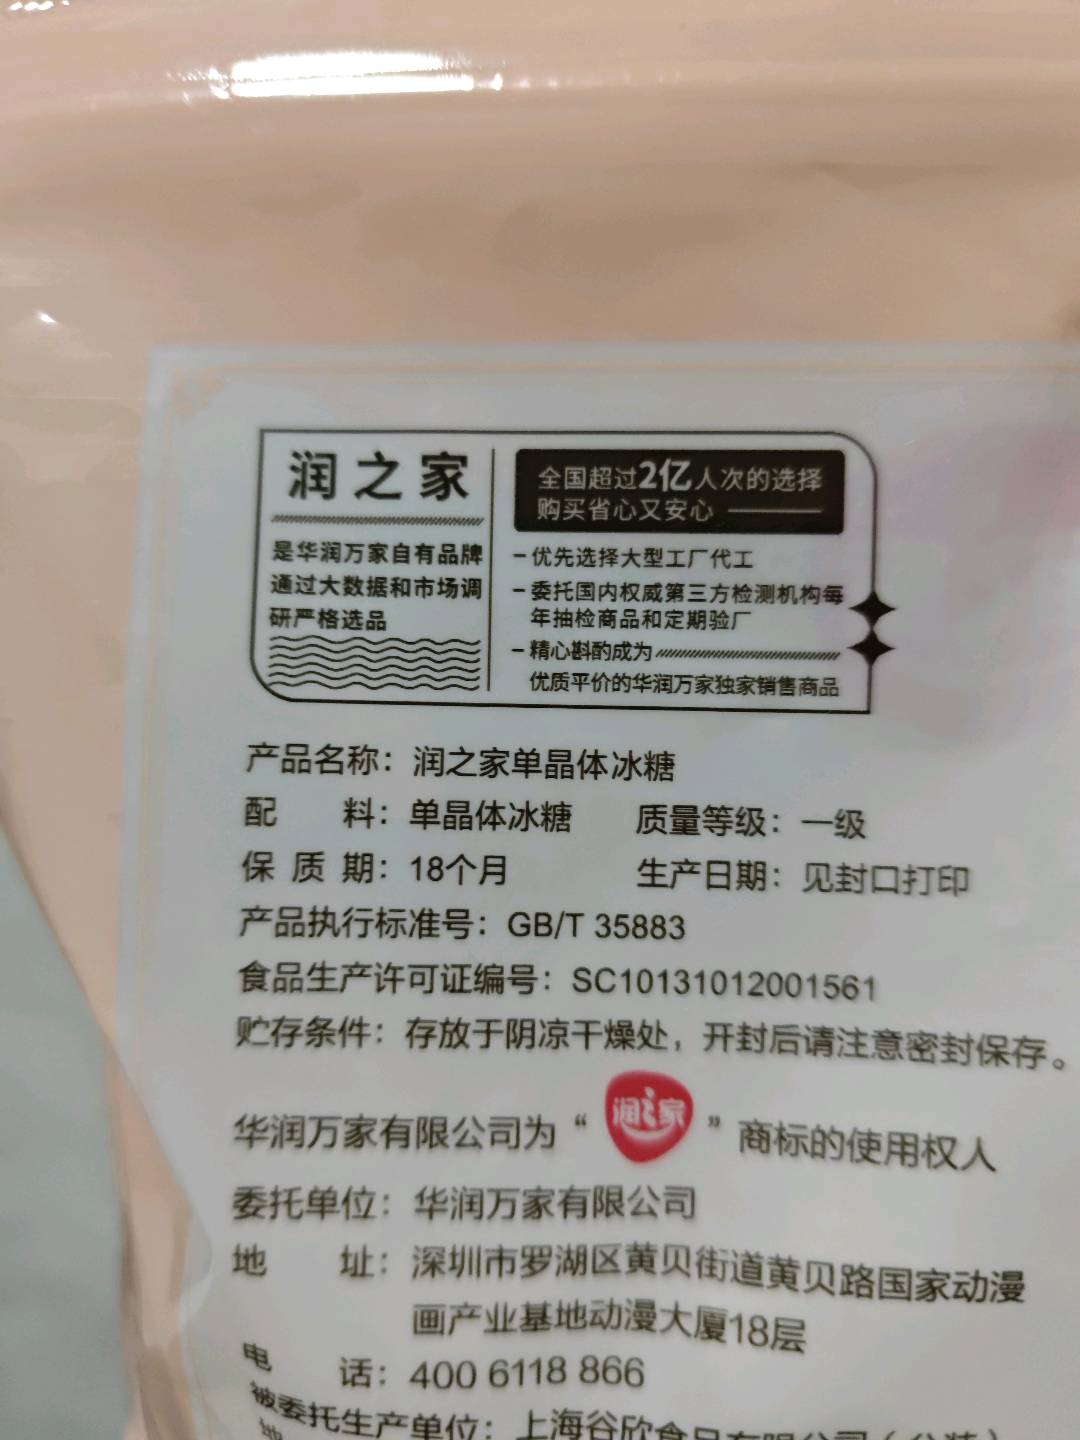 润之家
是华润万家自有品牌
通过大数据和市场调
研严格选品
全国超过2亿人次的选择
购买省心又安心
- 优先选择大型工厂代工
- 委托国内权威第三方检测机构每
年抽检商品和定期验厂
- 精心斟酌成为
优质平价的华润万家独家销售商品
产品名称：润之家单晶体冰糖
配 料：单晶体冰糖 质量等级：一级
保 质 期：18个月 生产日期：见封口打印
产品执行标准号：GB/T 35883
食品生产许可证编号：SC10131012001561
贮存条件：存放于阴凉干燥处，开封后请注意密封保存。
华润万家有限公司为“润之家”商标的使用权人
委托单位：华润万家有限公司
地 址：深圳市罗湖区黄贝街道黄贝路国家动漫
画产业基地动漫大厦18层
电 话：400 6118 866
被委托生产单位：上海谷欣食品有限公司（分装）
地